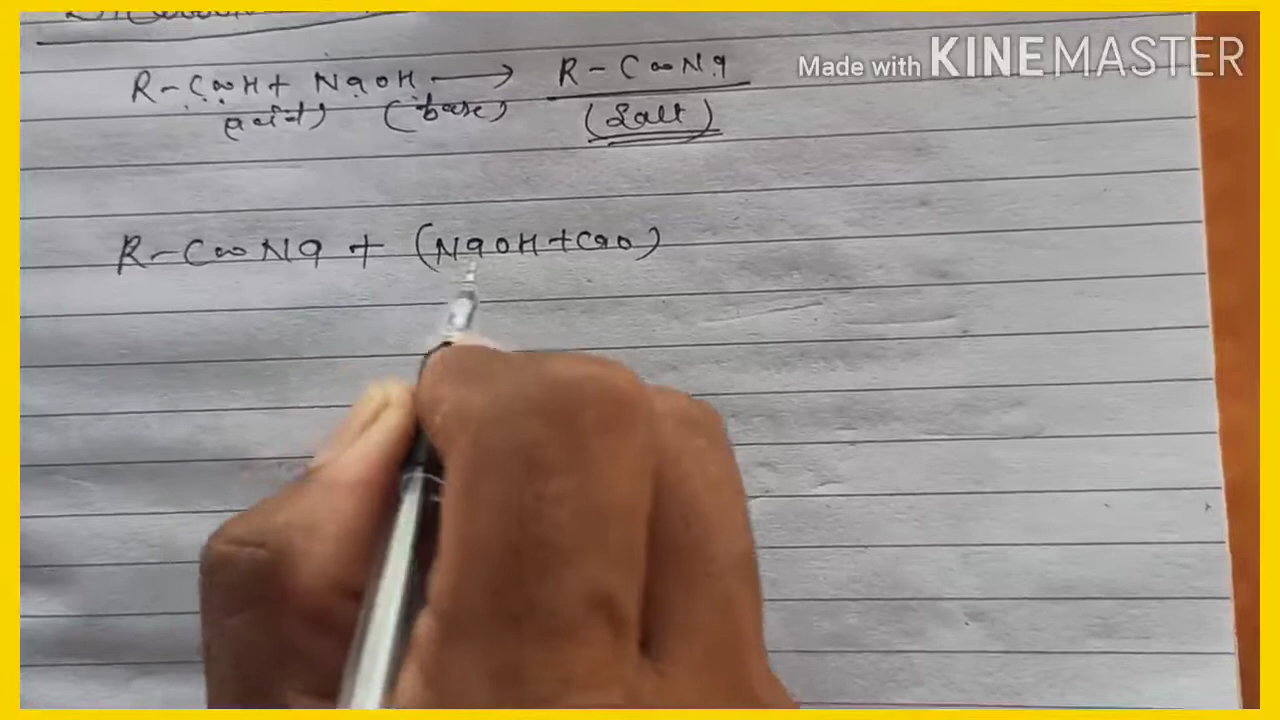 Made with KINEMASTER
R-COOH + NaOH → R-COONa
(acid) (base) (Salt)
R-COONa + (NaOH+CaO)